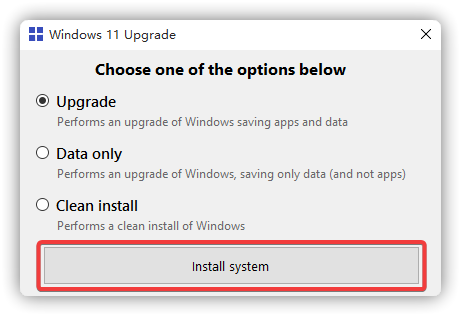 Windows 11 Upgrade
Choose one of the options below
Upgrade
Performs an upgrade of Windows saving apps and data
Data only
Performs an upgrade of Windows, saving only data (and not apps)
Clean install
Performs a clean install of Windows
Install system